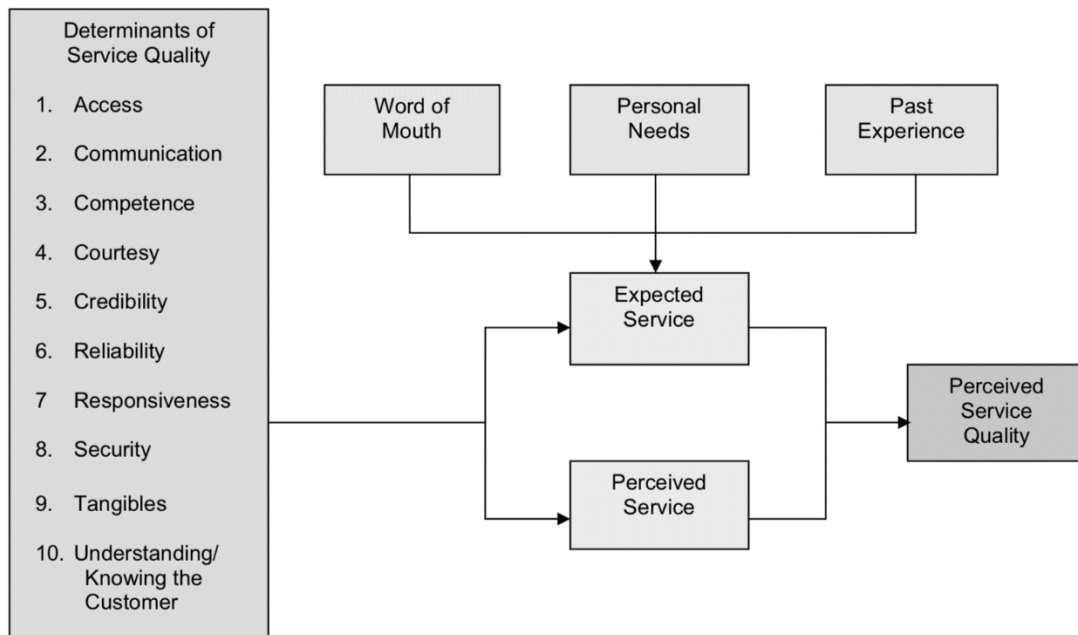 Determinants of
Service Quality
1. Access
2. Communication
3. Competence
4. Courtesy
5. Credibility
6. Reliability
7 Responsiveness
8. Security
9. Tangibles
10. Understanding/
Knowing the
Customer
Word of
Mouth
Personal
Needs
Past
Experience
Expected
Service
Perceived
Service
Perceived
Service
Quality